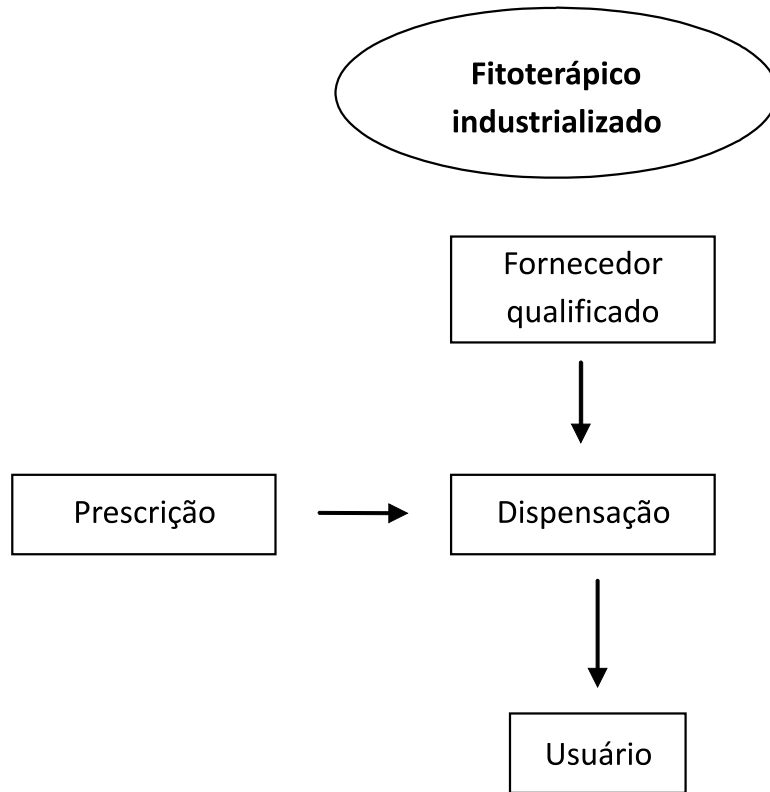 Fitoterápico
industrializado
Fornecedor
qualificado
Prescrição
Dispensação
Usuário